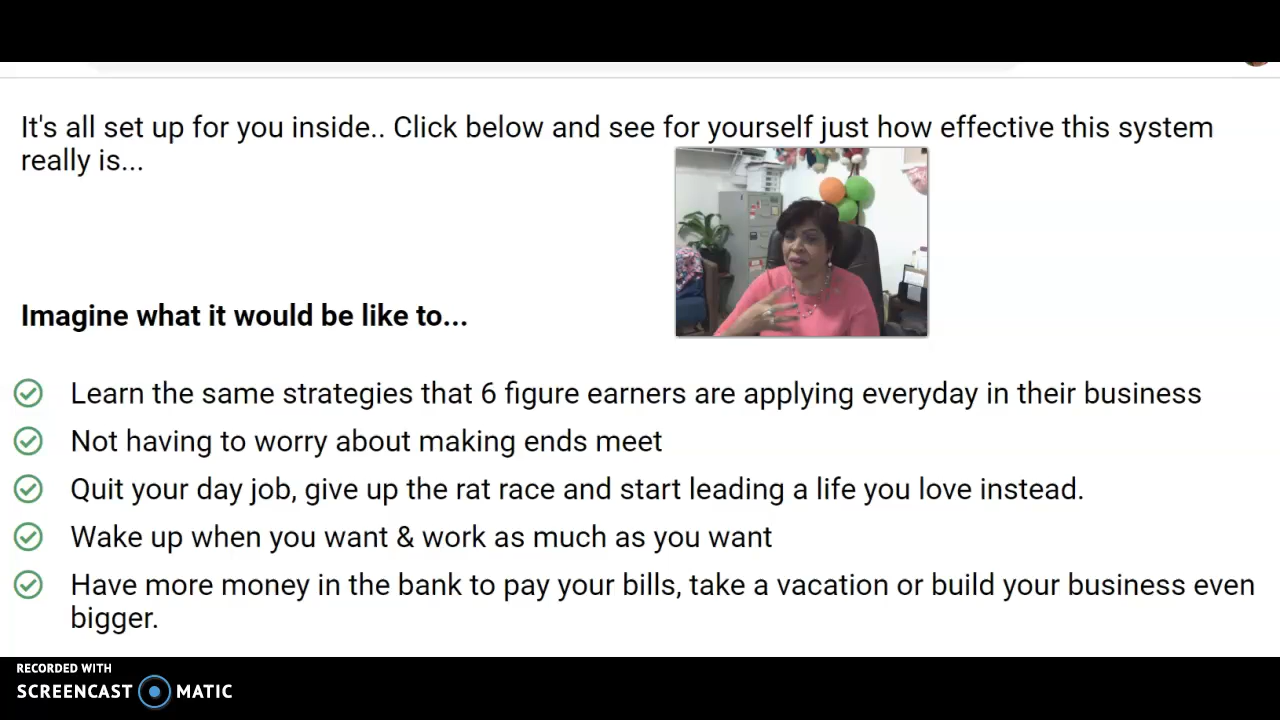 It's all set up for you inside.. Click below and see for yourself just how effective this system
really is...
Imagine what it would be like to...
Learn the same strategies that 6 figure earners are applying everyday in their business
Not having to worry about making ends meet
Quit your day job, give up the rat race and start leading a life you love instead.
Wake up when you want & work as much as you want
Have more money in the bank to pay your bills, take a vacation or build your business even
bigger.
RECORDED WITH
SCREENCAST MATIC